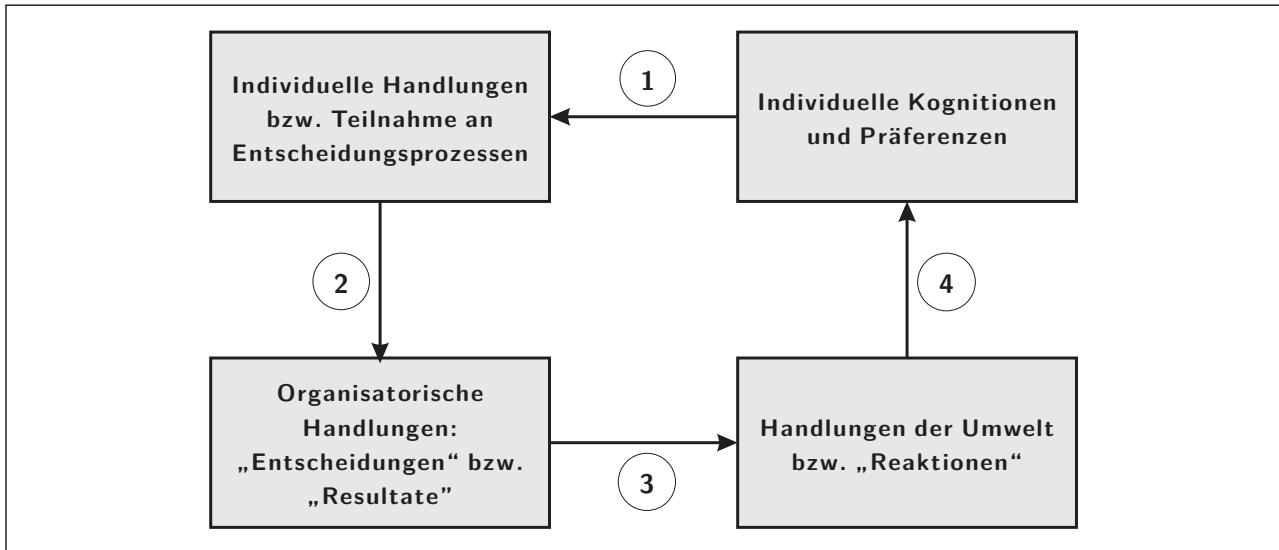 Individuelle Handlungen
bzw. Teilnahme an
Entscheidungsprozessen
1
Individuelle Kognitionen
und Präferenzen
2
4
Organisatorische
Handlungen:
„Entscheidungen“ bzw.
„Resultate”
3
Handlungen der Umwelt
bzw. „Reaktionen“